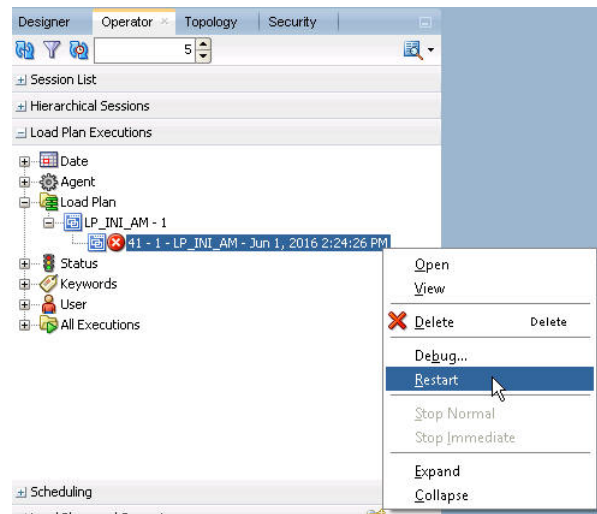 Designer Operator Topology Security
5
Session List
Hierarchical Sessions
Load Plan Executions
Date
Agent
Load Plan
LP_INI_AM - 1
41 - 1 - LP_INI_AM - Jun 1, 2016 2:24:26 PM
Status
Keywords
User
All Executions
Open
View
Delete Delete
Debug...
Restart
Stop Normal
Stop Immediate
Expand
Collapse
Scheduling